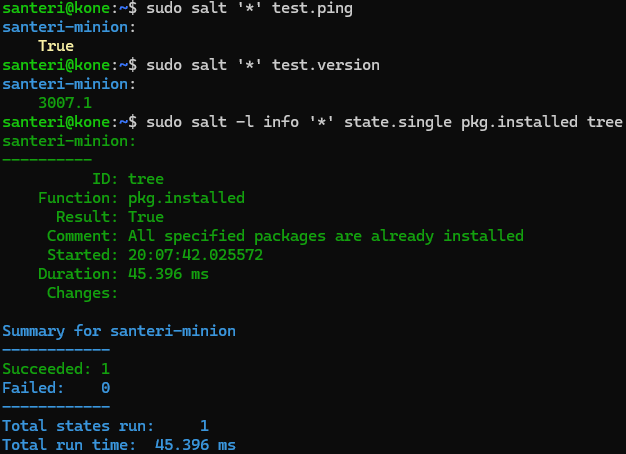 santeri@kone:~$ sudo salt '*' test.ping
santeri-minion:
    True
santeri@kone:~$ sudo salt '*' test.version
santeri-minion:
    3007.1
santeri@kone:~$ sudo salt -l info '*' state.single pkg.installed tree
santeri-minion:
----------
          ID: tree
    Function: pkg.installed
      Result: True
     Comment: All specified packages are already installed
     Started: 20:07:42.025572
    Duration: 45.396 ms
     Changes:

Summary for santeri-minion
------------
Succeeded: 1
Failed:    0
------------
Total states run:     1
Total run time:  45.396 ms